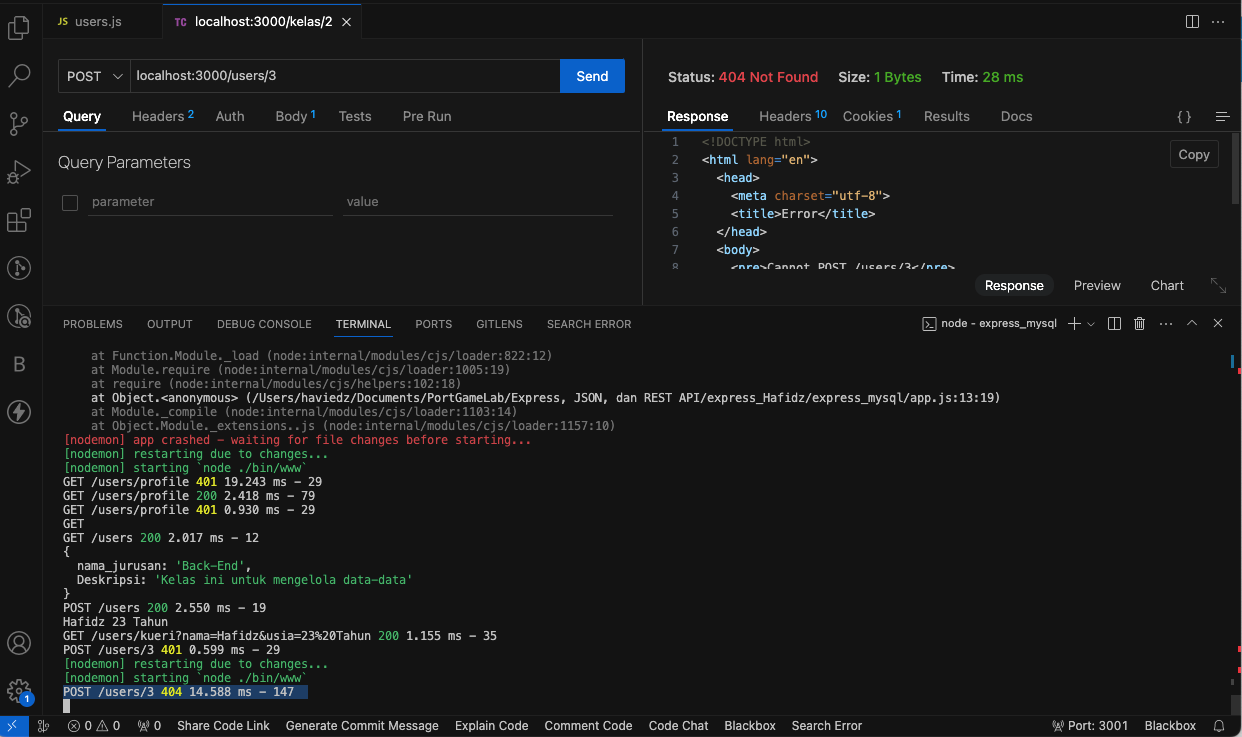 JS users.js
TC localhost:3000/kelas/2
POST localhost:3000/users/3 Send
Query Headers 2 Auth Body 1 Tests Pre Run
Query Parameters
parameter value
Status: 404 Not Found Size: 1 Bytes Time: 28 ms
Response Headers 10 Cookies 1 Results Docs { }
Copy
1 <!DOCTYPE html>
2 <html lang="en">
3 <head>
4 <meta charset="utf-8">
5 <title>Error</title>
6 </head>
7 <body>
8 <pre>Cannot POST /users/3</pre>
Response Preview Chart
PROBLEMS OUTPUT DEBUG CONSOLE TERMINAL PORTS GITLENS SEARCH ERROR
node - express_mysql
at Function.Module._load (node:internal/modules/cjs/loader:822:12)
at Module.require (node:internal/modules/cjs/loader:1005:19)
at require (node:internal/modules/cjs/helpers:102:18)
at Object.<anonymous> (/Users/haviedz/Documents/PortGameLab/Express, JSON, dan REST API/express_Hafidz/express_mysql/app.js:13:19)
at Module._compile (node:internal/modules/cjs/loader:1103:14)
at Object.Module._extensions..js (node:internal/modules/cjs/loader:1157:10)
[nodemon] app crashed - waiting for file changes before starting...
[nodemon] restarting due to changes...
[nodemon] starting `node ./bin/www`
GET /users/profile 401 19.243 ms - 29
GET /users/profile 200 2.418 ms - 79
GET /users/profile 401 0.930 ms - 29
GET
GET /users 200 2.017 ms - 12
{
nama_jurusan: 'Back-End',
Deskripsi: 'Kelas ini untuk mengelola data-data'
}
POST /users 200 2.550 ms - 19
Hafidz 23 Tahun
GET /users/kueri?nama=Hafidz&usia=23%20Tahun 200 1.155 ms - 35
POST /users/3 401 0.599 ms - 29
[nodemon] restarting due to changes...
[nodemon] starting `node ./bin/www`
POST /users/3 404 14.588 ms - 147
B
1
0 0 0 Share Code Link Generate Commit Message Explain Code Comment Code Code Chat Blackbox Search Error Port: 3001 Blackbox